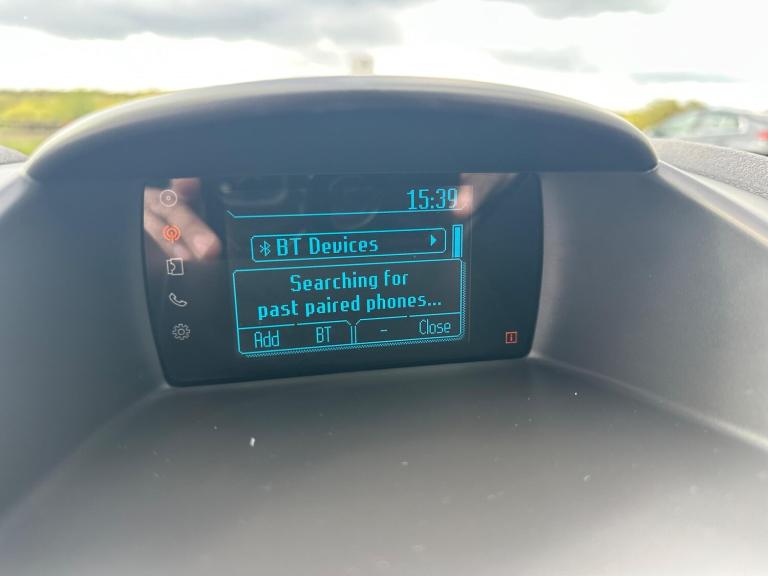 15:39
BT Devices
Searching for
past paired phones...
Add BT - Close